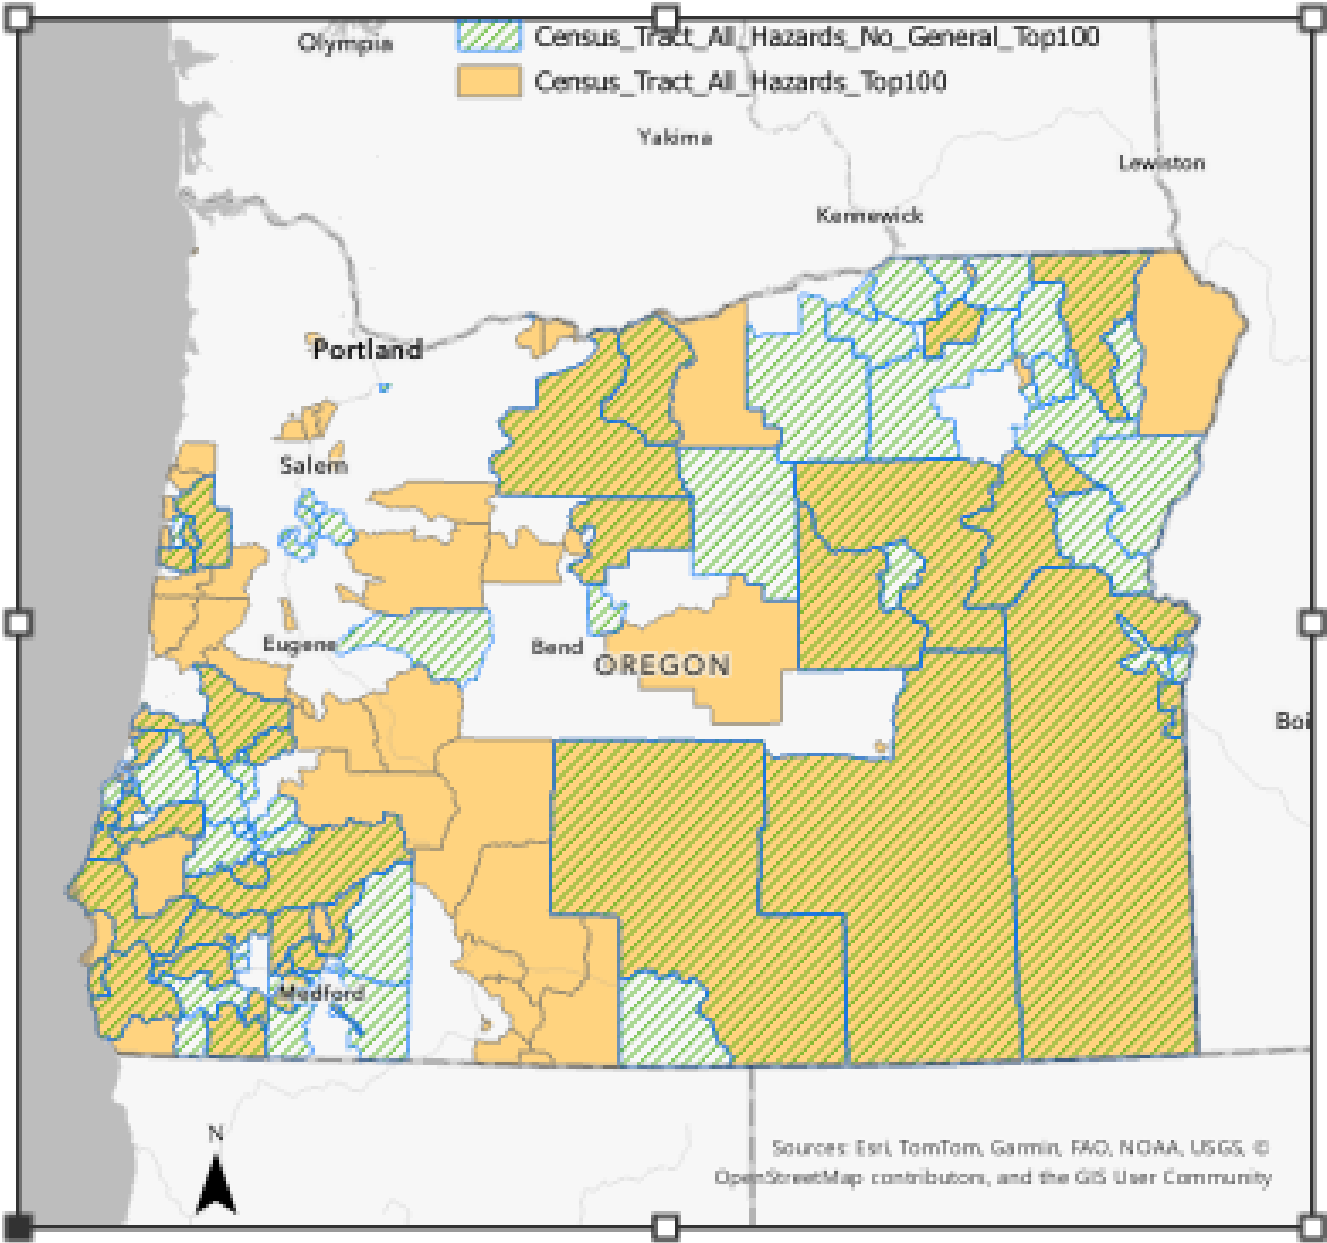 Census_Tract_All_Hazards_No_General_Top100
Olympia
Census_Tract_All_Hazards_Top100
Yakima
Lewiston
Kennewick
Portland
Salem
Eugene
Bend
OREGON
Boi
Medford
N
Sources: Esri, TomTom, Garmin, FAO, NOAA, USGS, ©
OpenStreetMap contributors, and the GIS User Community